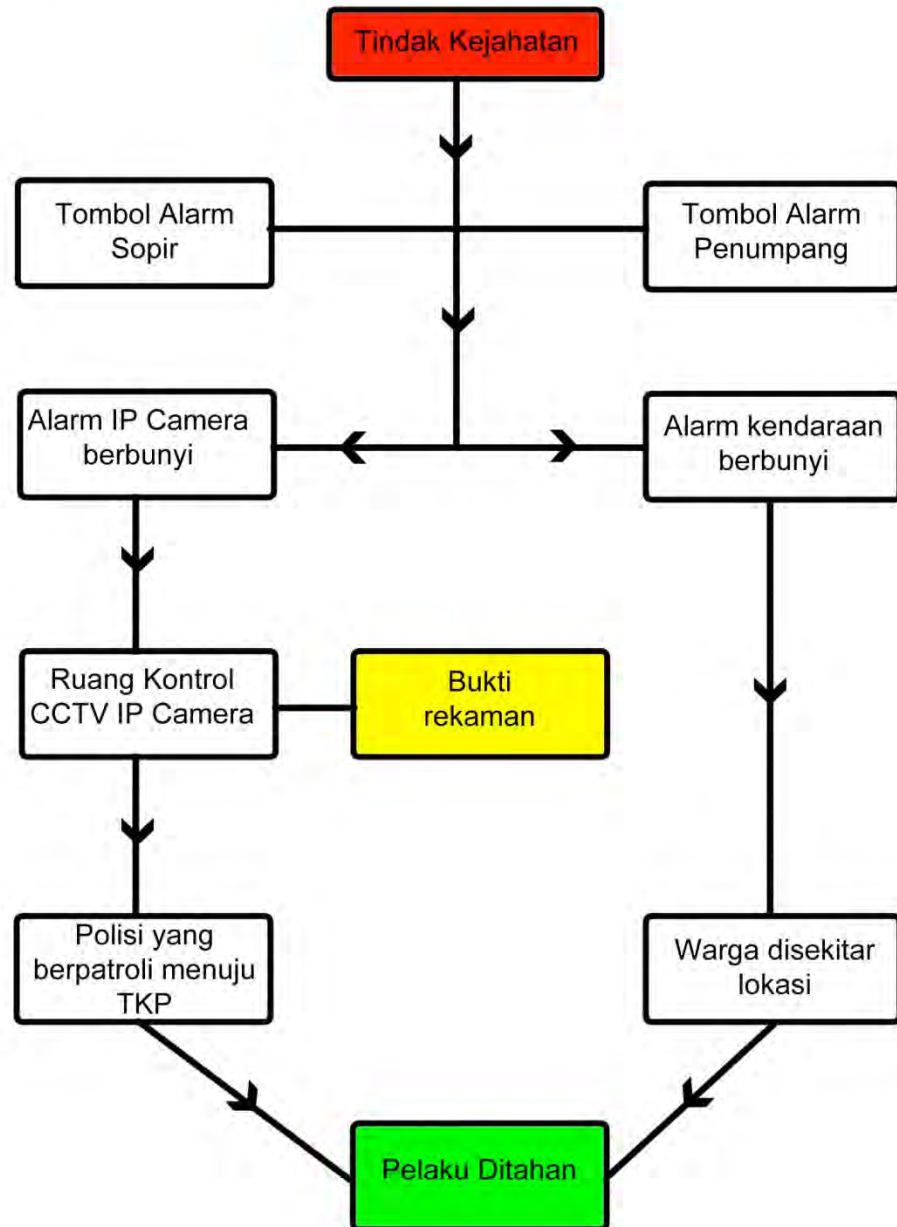 Tindak Kejahatan
Tombol Alarm
Sopir
Tombol Alarm
Penumpang
Alarm IP Camera
berbunyi
Alarm kendaraan
berbunyi
Ruang Kontrol
CCTV IP Camera
Bukti
rekaman
Polisi yang
berpatroli menuju
TKP
Warga disekitar
lokasi
Pelaku Ditahan